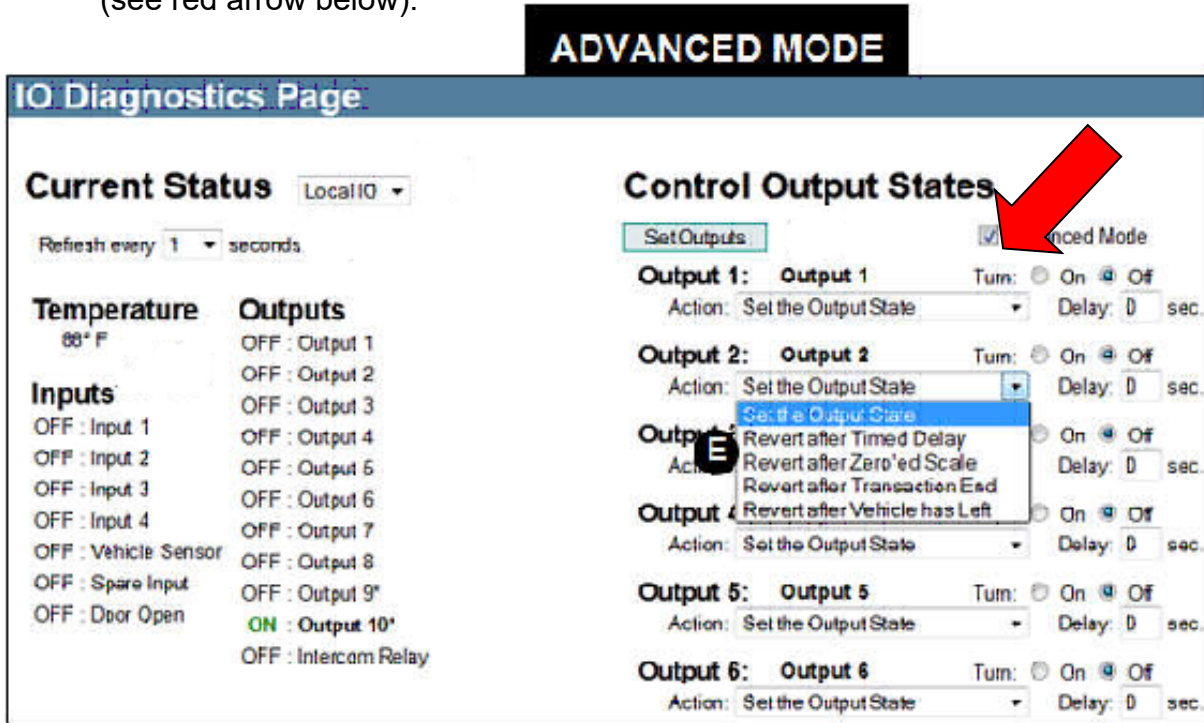 (see red arrow below).
ADVANCED MODE
IO Diagnostics Page
Current Status Local IO
Refresh every 1 seconds.
Temperature
°F
Inputs
OFF : Input 1
OFF : Input 2
OFF : Input 3
OFF : Input 4
OFF : Vehicle Sensor
OFF : Spare Input
OFF : Door Open
Outputs
OFF : Output 1
OFF : Output 2
OFF : Output 3
OFF : Output 4
OFF : Output 5
OFF : Output 6
OFF : Output 7
OFF : Output 8
OFF : Output 9*
ON : Output 10*
OFF : Intercom Relay
Control Output States
Set Outputs nced Mode
Output 1: Output 1 Turn: On Off
Action: Set the Output State Delay: 0 sec.
Output 2: Output 2 Turn: On Off
Action: Set the Output State Delay: 0 sec.
Set the Output State
Revert after Timed Delay
Revert after Zero'ed Scale
Revert after Transaction End
Revert after Vehicle has Left
E
Outp On Off
Ac Delay: 0 sec.
Output 4 On Off
Action: Set the Output State Delay: 0 sec.
Output 5: Output 5 Turn: On Off
Action: Set the Output State Delay: 0 sec.
Output 6: Output 6 Turn: On Off
Action: Set the Output State Delay: 0 sec.